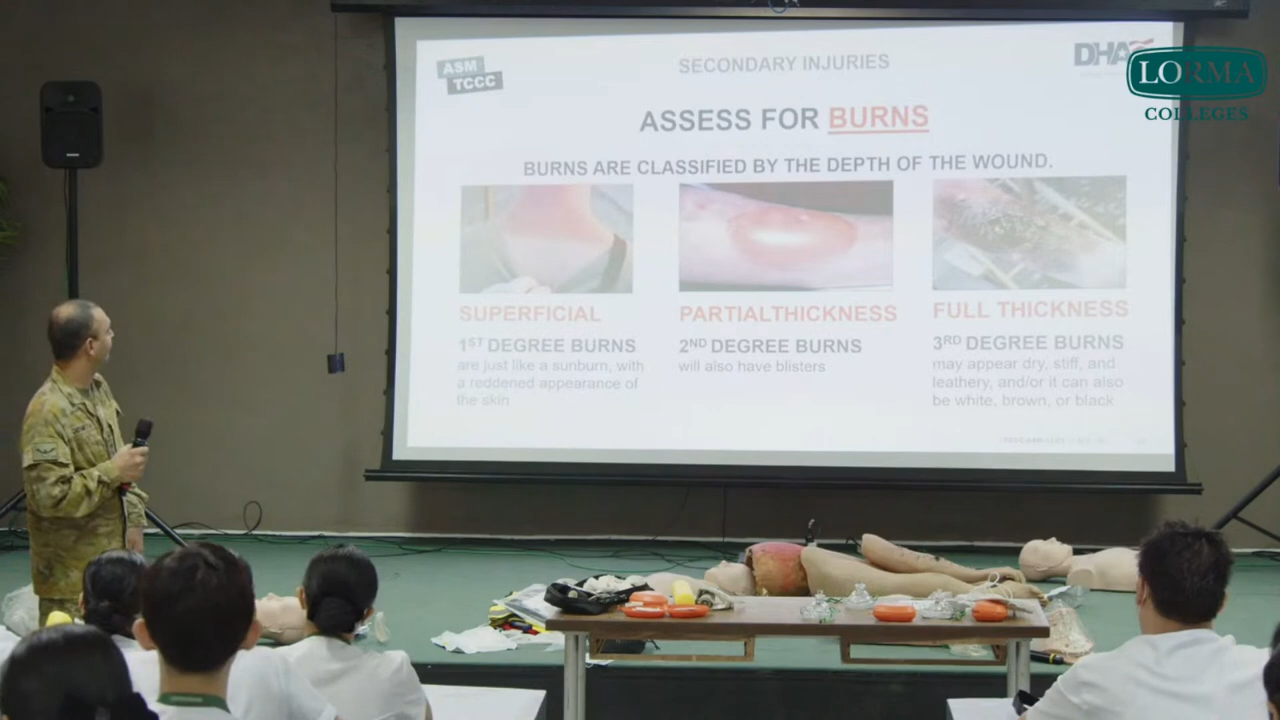 ASM
TCCC
SECONDARY INJURIES
DHA
LORMA
COLLEGES
ASSESS FOR BURNS
BURNS ARE CLASSIFIED BY THE DEPTH OF THE WOUND.
SUPERFICIAL
1ST DEGREE BURNS
are just like a sunburn, with
a reddened appearance of
the skin
PARTIALTHICKNESS
2ND DEGREE BURNS
will also have blisters
FULL THICKNESS
3RD DEGREE BURNS
may appear dry, stiff, and
leathery, and/or it can also
be white, brown, or black